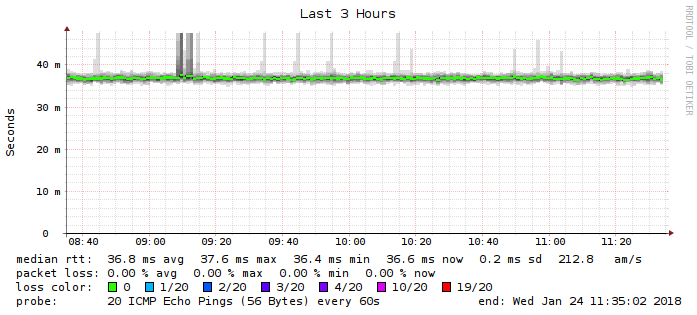 Last 3 Hours
RRDTOOL / TOBI OETIKER
Seconds
40 m
30 m
20 m
10 m
0
08:40 09:00 09:20 09:40 10:00 10:20 10:40 11:00 11:20
median rtt: 36.8 ms avg 37.6 ms max 36.4 ms min 36.6 ms now 0.2 ms sd 212.8 am/s
packet loss: 0.00 % avg 0.00 % max 0.00 % min 0.00 % now
loss color: 0 1/20 2/20 3/20 4/20 10/20 19/20
probe: 20 ICMP Echo Pings (56 Bytes) every 60s end: Wed Jan 24 11:35:02 2018